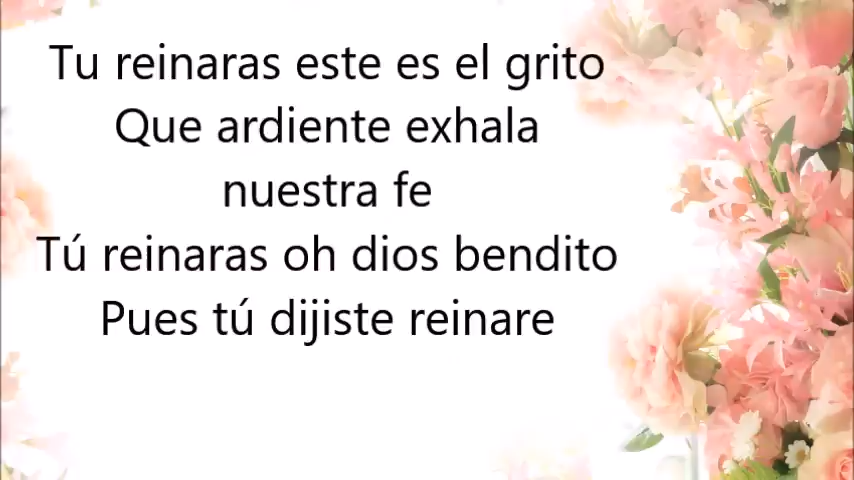 Tu reinaras este es el grito
Que ardiente exhala
nuestra fe
Tú reinaras oh dios bendito
Pues tú dijiste reinare